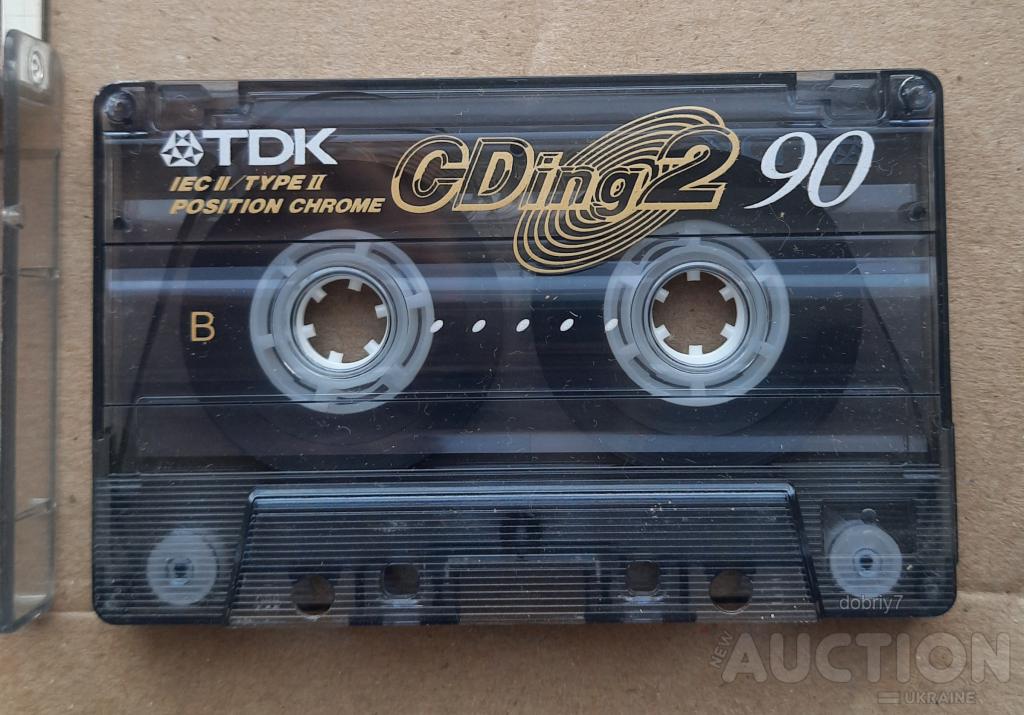 TDK CDing2 90
IEC II/TYPE II
POSITION CHROME
B
dobriy7
NEW AUCTION
UKRAINE